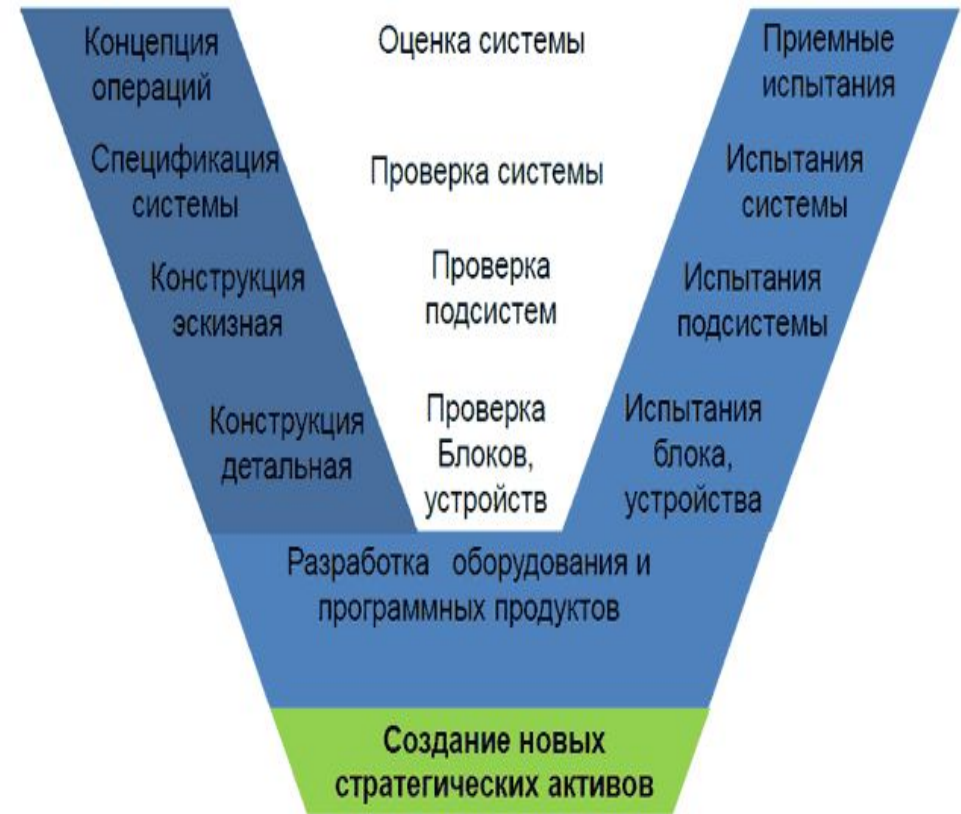 Концепция
операций
Оценка системы
Приемные
испытания
Спецификация
системы
Проверка системы
Испытания
системы
Конструкция
эскизная
Проверка
подсистем
Испытания
подсистемы
Конструкция
детальная
Проверка
Блоков,
устройств
Испытания
блока,
устройства
Разработка оборудования и
программных продуктов
Создание новых
стратегических активов